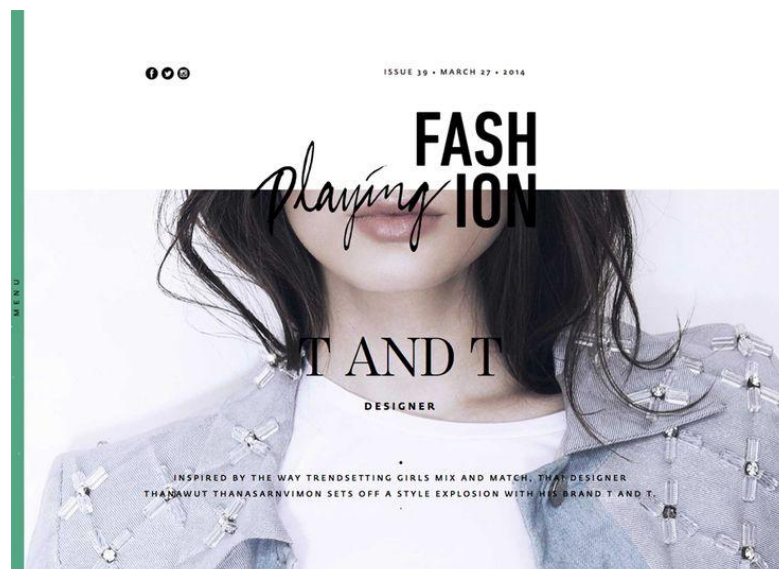 ISSUE 39 • MARCH 27 • 2014
FASH
Playing ION
MENU
T AND T
DESIGNER
INSPIRED BY THE WAY TRENDSETTING GIRLS MIX AND MATCH, THAI DESIGNER
THANAWUT THANASARNVIMON SETS OFF A STYLE EXPLOSION WITH HIS BRAND T AND T.